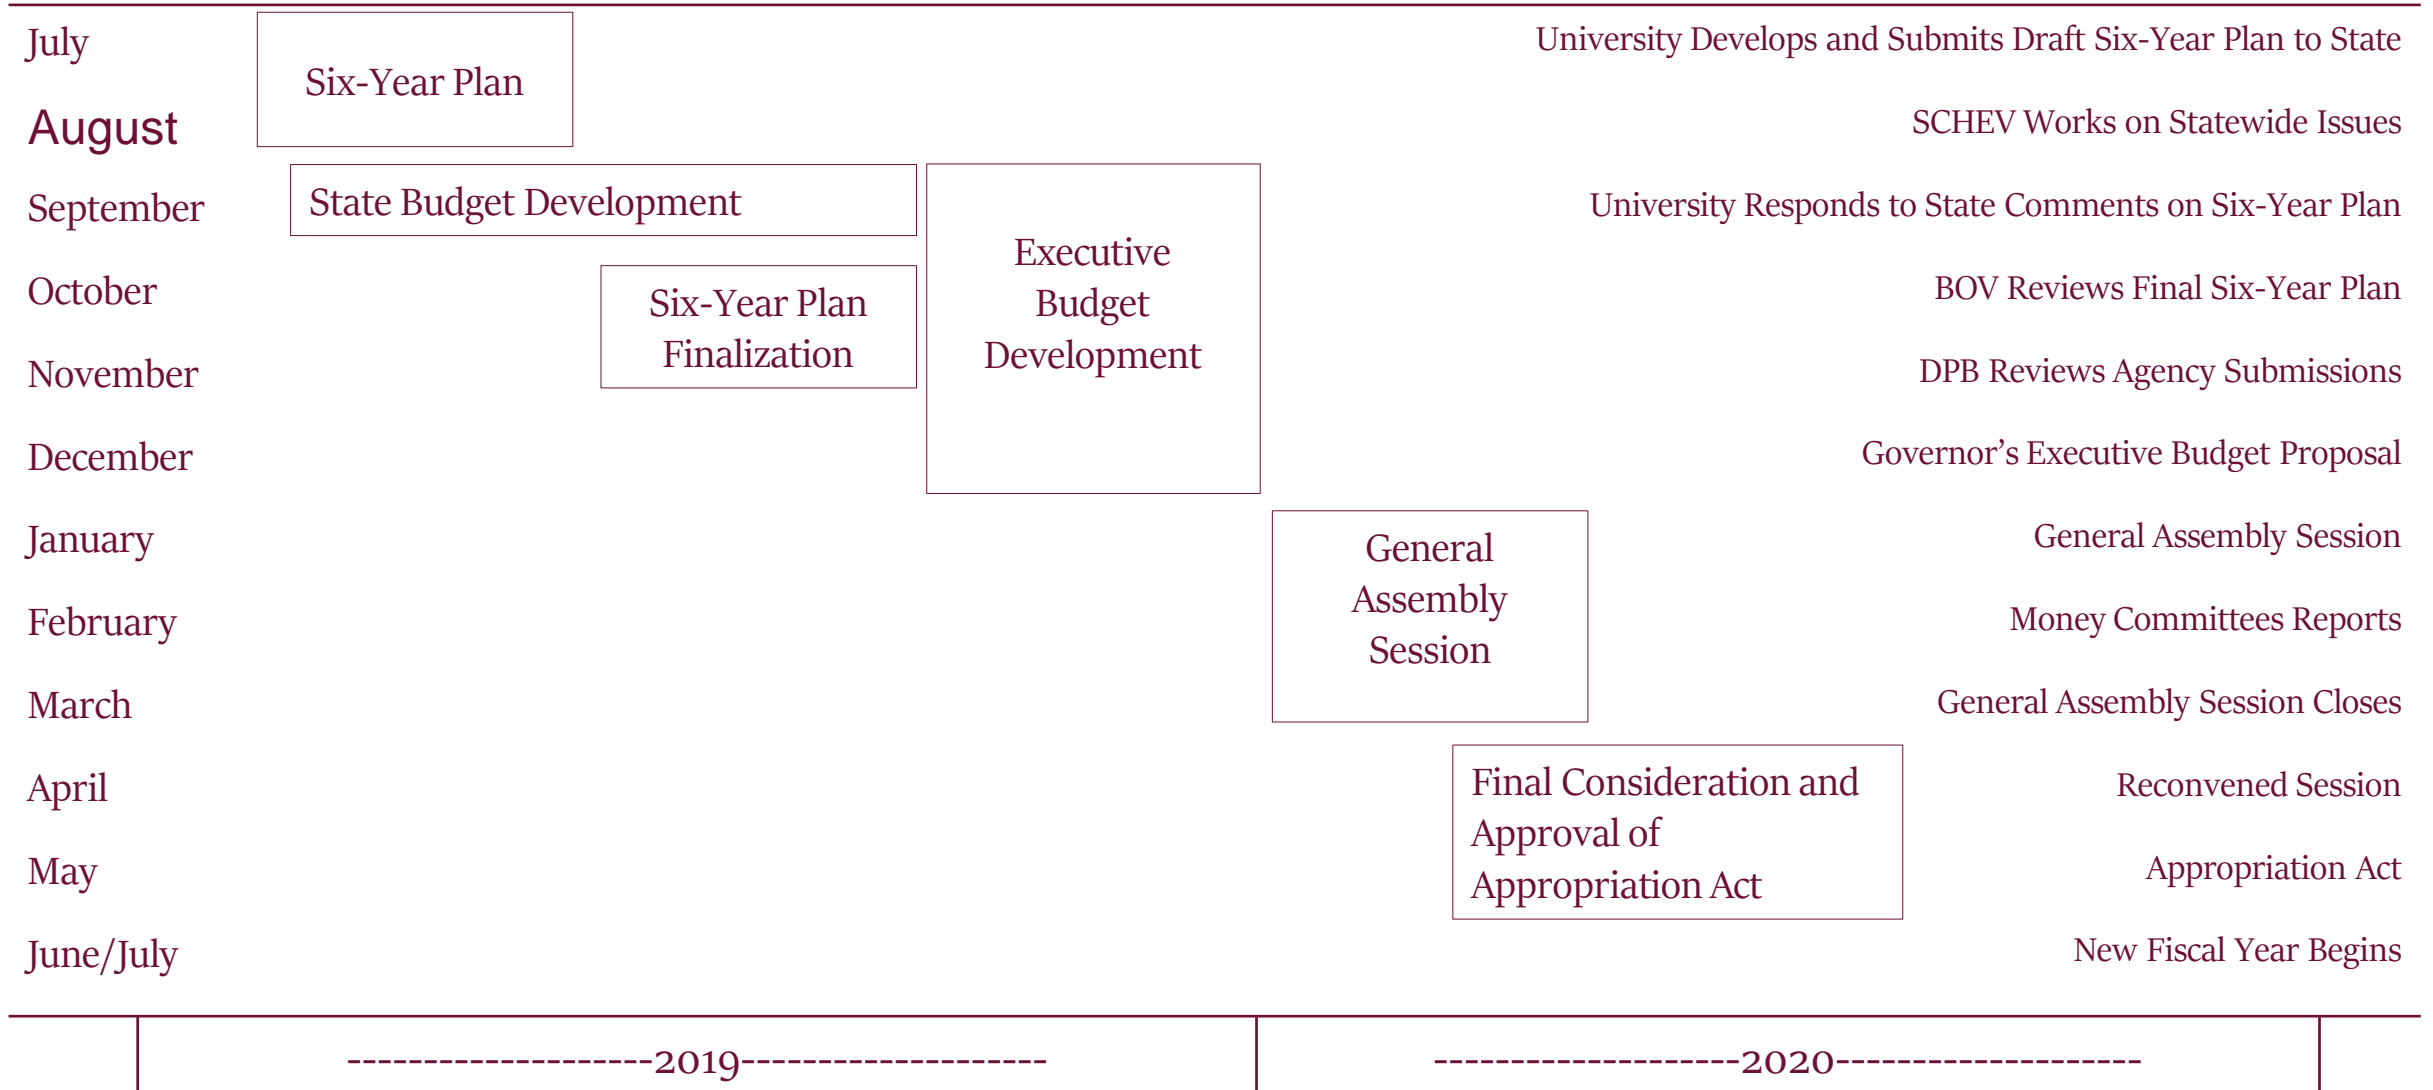 July
University Develops and Submits Draft Six-Year Plan to State
Six-Year Plan
August
SCHEV Works on Statewide Issues
September
State Budget Development
University Responds to State Comments on Six-Year Plan
Executive
Budget
Development
October
Six-Year Plan
Finalization
BOV Reviews Final Six-Year Plan
November
DPB Reviews Agency Submissions
December
Governor’s Executive Budget Proposal
January
General
Assembly
Session
General Assembly Session
February
Money Committees Reports
March
General Assembly Session Closes
April
Final Consideration and
Approval of
Appropriation Act
Reconvened Session
May
Appropriation Act
June/July
New Fiscal Year Begins
--------------------2019--------------------
--------------------2020--------------------